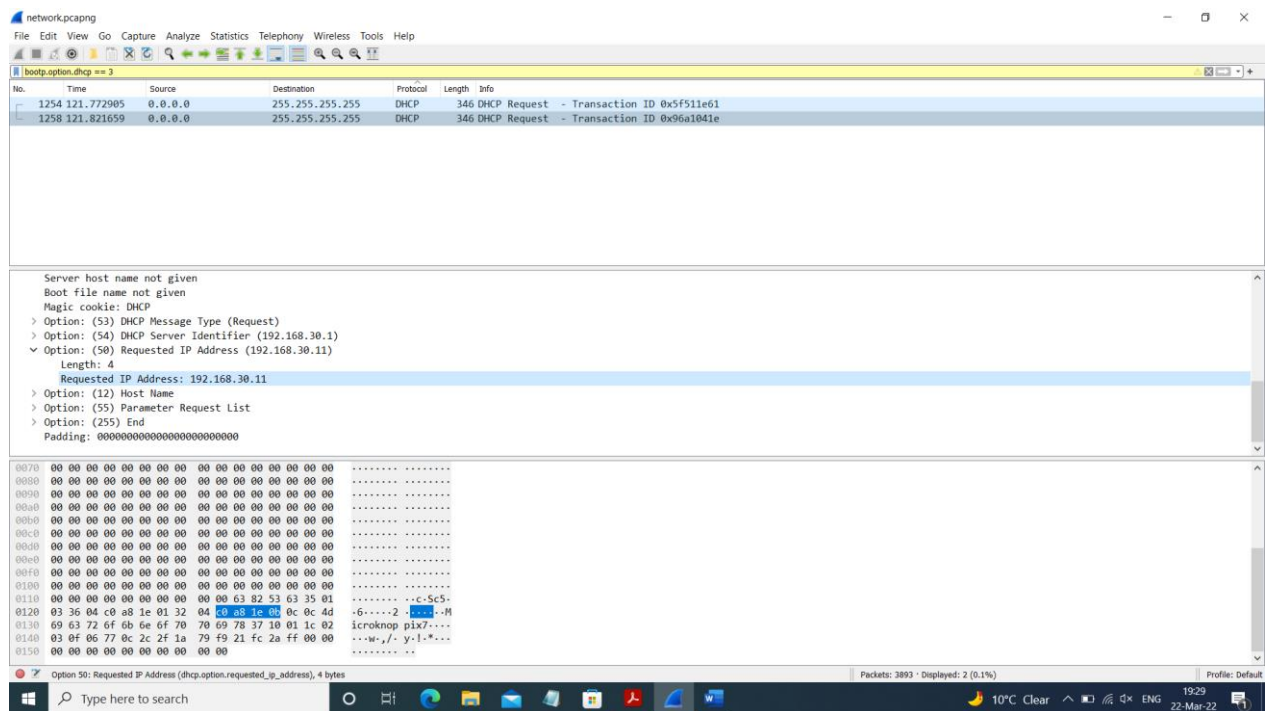 network.pcapng
File Edit View Go Capture Analyze Statistics Telephony Wireless Tools Help
bootp.option.dhcp == 3
No. Time Source Destination Protocol Length Info
1254 121.772905 0.0.0.0 255.255.255.255 DHCP 346 DHCP Request - Transaction ID 0x5f511e61
1258 121.821659 0.0.0.0 255.255.255.255 DHCP 346 DHCP Request - Transaction ID 0x96a1041e
Server host name not given
Boot file name not given
Magic cookie: DHCP
> Option: (53) DHCP Message Type (Request)
> Option: (54) DHCP Server Identifier (192.168.30.1)
Option: (50) Requested IP Address (192.168.30.11)
Length: 4
Requested IP Address: 192.168.30.11
> Option: (12) Host Name
> Option: (55) Parameter Request List
> Option: (255) End
Padding: 000000000000000000000000
0070 00 00 00 00 00 00 00 00 00 00 00 00 00 00 00 00 ........ ........
0080 00 00 00 00 00 00 00 00 00 00 00 00 00 00 00 00 ........ ........
0090 00 00 00 00 00 00 00 00 00 00 00 00 00 00 00 00 ........ ........
00a0 00 00 00 00 00 00 00 00 00 00 00 00 00 00 00 00 ........ ........
00b0 00 00 00 00 00 00 00 00 00 00 00 00 00 00 00 00 ........ ........
00c0 00 00 00 00 00 00 00 00 00 00 00 00 00 00 00 00 ........ ........
00d0 00 00 00 00 00 00 00 00 00 00 00 00 00 00 00 00 ........ ........
00e0 00 00 00 00 00 00 00 00 00 00 00 00 00 00 00 00 ........ ........
00f0 00 00 00 00 00 00 00 00 00 00 00 00 00 00 00 00 ........ ........
0100 00 00 00 00 00 00 00 00 00 00 00 00 00 00 00 00 ........ ........
0110 00 00 00 00 00 00 00 00 00 00 63 82 53 63 35 01 ........ ..c·Sc5·
0120 03 36 04 c0 a8 1e 01 32 04 c0 a8 1e 0b 0c 0c 4d ·6·····2 ·······M
0130 69 63 72 6f 6b 6e 6f 70 70 69 78 37 10 01 1c 02 icroknop pix7····
0140 03 0f 06 77 0c 2c 2f 1a 79 f9 21 fc 2a ff 00 00 ···w·,/· y·!·*···
0150 00 00 00 00 00 00 00 00 00 00 ........ ..
Option 50: Requested IP Address (dhcp.option.requested_ip_address), 4 bytes
Packets: 3893 · Displayed: 2 (0.1%)
Profile: Default
Type here to search
10°C Clear
ENG
19:29
22-Mar-22